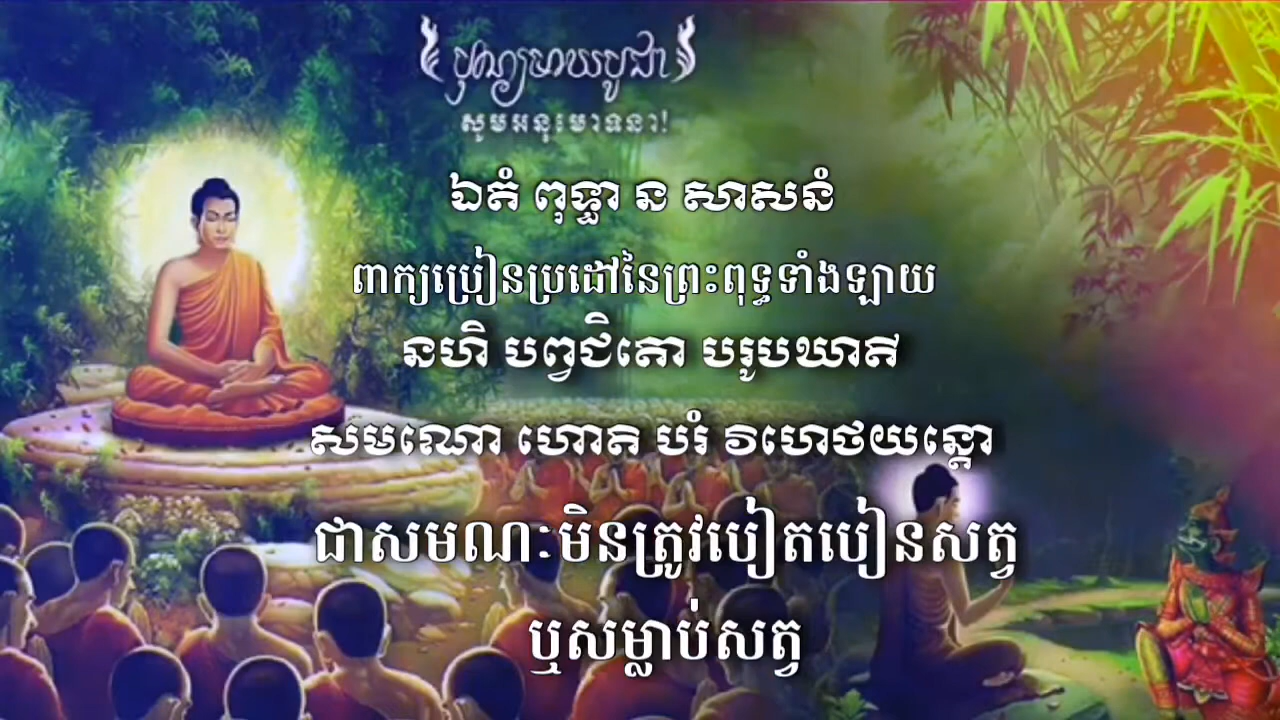 បុណ្យមាឃបូជា
សូមអនុមោទនា!
ឯតំ ពុទ្ធា ន សាសនំ
ពាក្យប្រៀនប្រដៅនៃព្រះពុទ្ធទាំងឡាយ
នហិ បព្វជិតោ បរូបឃាតី
សមណោ ហោតិ បរំ វិហេថយន្តោ
ជាសមណៈមិនត្រូវបៀតបៀនសត្វ
ឬសម្លាប់សត្វ